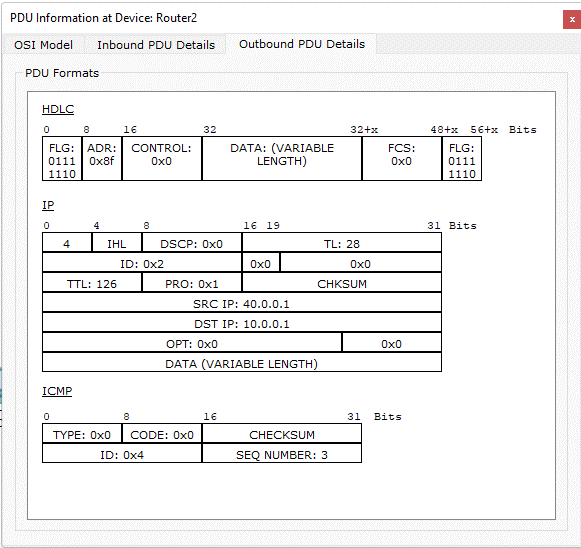 PDU Information at Device: Router2
x
OSI Model Inbound PDU Details Outbound PDU Details
PDU Formats
HDLC
0 8 16 32 32+x 48+x 56+x Bits
FLG: 0111 1110 ADR: 0x8f CONTROL: 0x0 DATA: (VARIABLE LENGTH) FCS: 0x0 FLG: 0111 1110
IP
0 4 8 16 19 31 Bits
4 IHL DSCP: 0x0 TL: 28
ID: 0x2 0x0 0x0
TTL: 126 PRO: 0x1 CHKSUM
SRC IP: 40.0.0.1
DST IP: 10.0.0.1
OPT: 0x0 0x0
DATA (VARIABLE LENGTH)
ICMP
0 8 16 31 Bits
TYPE: 0x0 CODE: 0x0 CHECKSUM
ID: 0x4 SEQ NUMBER: 3